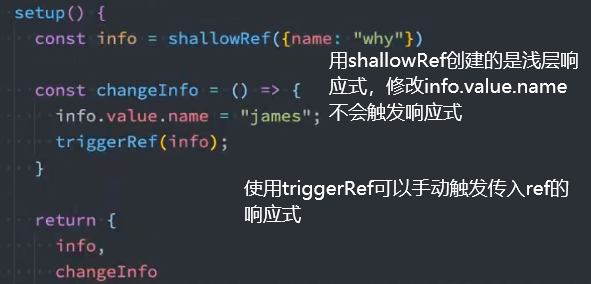 setup() {
const info = shallowRef({name: "why"})
用shallowRef创建的是浅层响
应式，修改info.value.name
不会触发响应式
const changeInfo = () => {
info.value.name = "james";
triggerRef(info);
}
使用triggerRef可以手动触发传入ref的
响应式
return {
info,
changeInfo